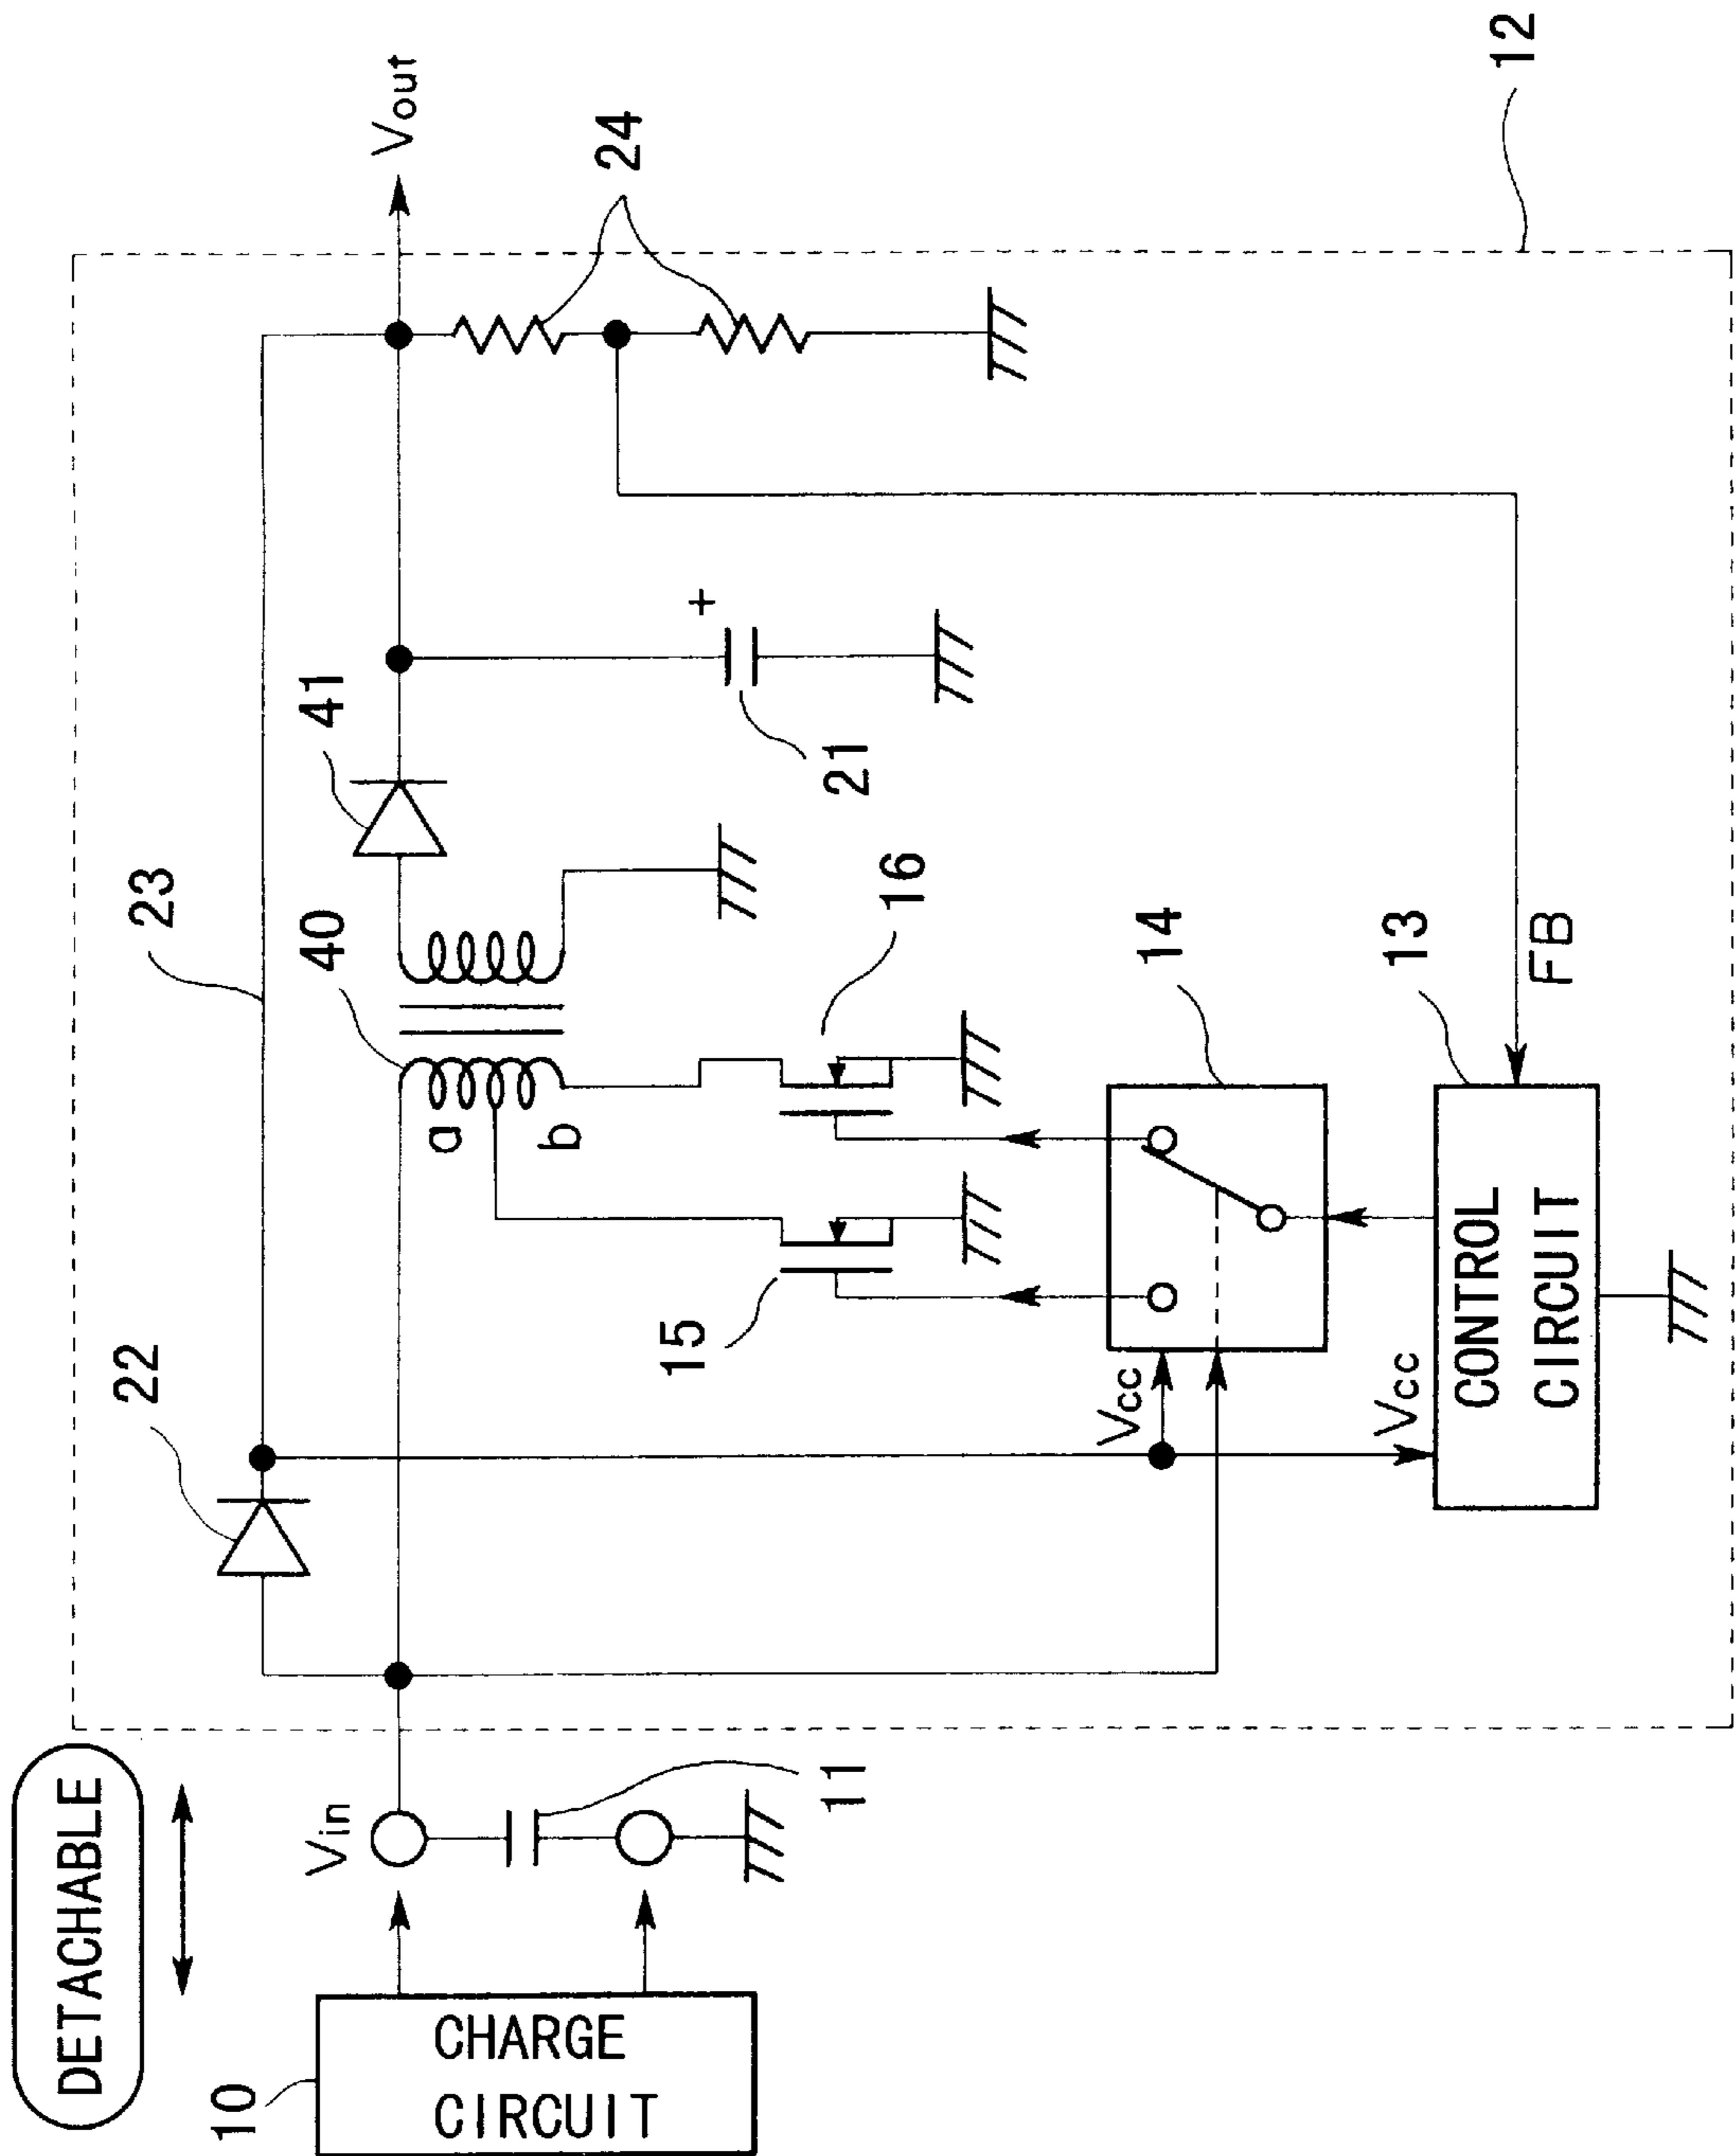 DETACHABLE
10
CHARGE
CIRCUIT
Vin
11
22
23
40
a
b
41
21
+
24
Vout
15
16
14
Vcc
Vcc
13
CONTROL
CIRCUIT
FB
12